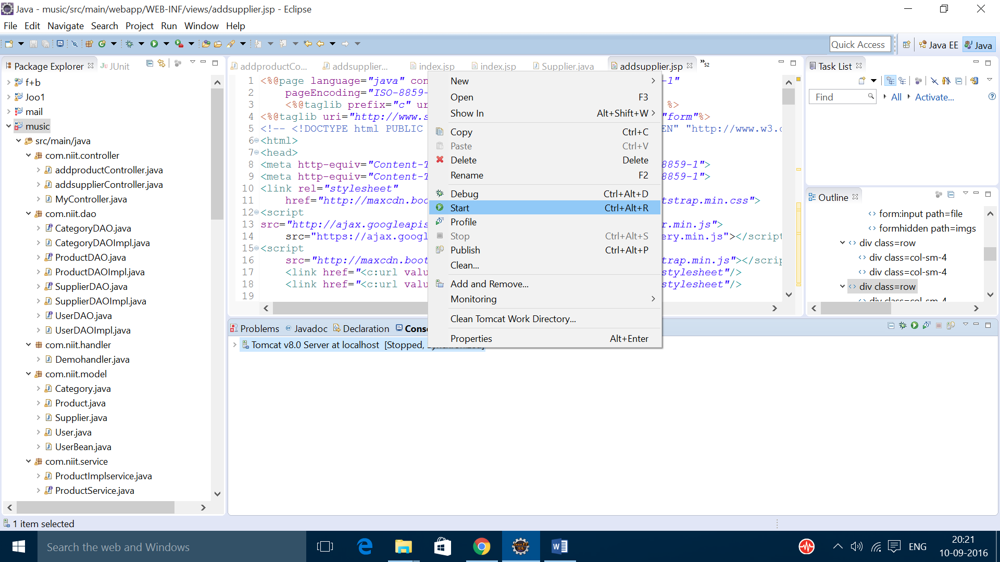 Java - music/src/main/webapp/WEB-INF/views/addsupplier.jsp - Eclipse
File Edit Navigate Search Project Run Window Help
Quick Access
Java EE
Java
Package Explorer
JUnit
f+b
Joo1
mail
music
src/main/java
com.niit.controller
addproductController.java
addsupplierController.java
MyController.java
com.niit.dao
CategoryDAO.java
CategoryDAOImpl.java
ProductDAO.java
ProductDAOImpl.java
SupplierDAO.java
SupplierDAOImpl.java
UserDAO.java
UserDAOImpl.java
com.niit.handler
Demohandler.java
com.niit.model
Category.java
Product.java
Supplier.java
User.java
UserBean.java
com.niit.service
ProductImplservice.java
ProductService.java
addproductCo... addsupplier... index.jsp index.jsp Supplier.java addsupplier.jsp 52
1 <%@page language="java" con -1"
2 pageEncoding="ISO-8859-
3 <%@taglib prefix="c" ur %>
4 <%@taglib uri="http://www.s "form"%>
5 <!-- <!DOCTYPE html PUBLIC EN" "http://www.w3.o
6 <html>
7 <head>
8 <meta http-equiv="Content-T 8859-1">
9 <meta http-equiv="Content-T 8859-1">
10 <link rel="stylesheet"
11 href="http://maxcdn.boo tstrap.min.css">
12 <script
13 src="http://ajax.googleapis r.min.js">
14 src="https://ajax.googl ery.min.js"></script
15 <script
16 src="http://maxcdn.boot trap.min.js"></scrip
17 <link href="<c:url valu stylesheet"/>
18 <link href="<c:url valu stylesheet"/>
19
New
Open F3
Show In Alt+Shift+W
Copy Ctrl+C
Paste Ctrl+V
Delete Delete
Rename F2
Debug Ctrl+Alt+D
Start Ctrl+Alt+R
Profile
Stop Ctrl+Alt+S
Publish Ctrl+Alt+P
Clean...
Add and Remove...
Monitoring
Clean Tomcat Work Directory...
Properties Alt+Enter
Task List
Find
All
Activate...
Outline
form:input path=file
formhidden path=imgs
div class=row
div class=col-sm-4
div class=col-sm-4
div class=row
div class=col-sm-4
Problems @ Javadoc Declaration Conso
Tomcat v8.0 Server at localhost [Stopped, Synchronized]
1 item selected
Search the web and Windows
ENG
20:21
10-09-2016